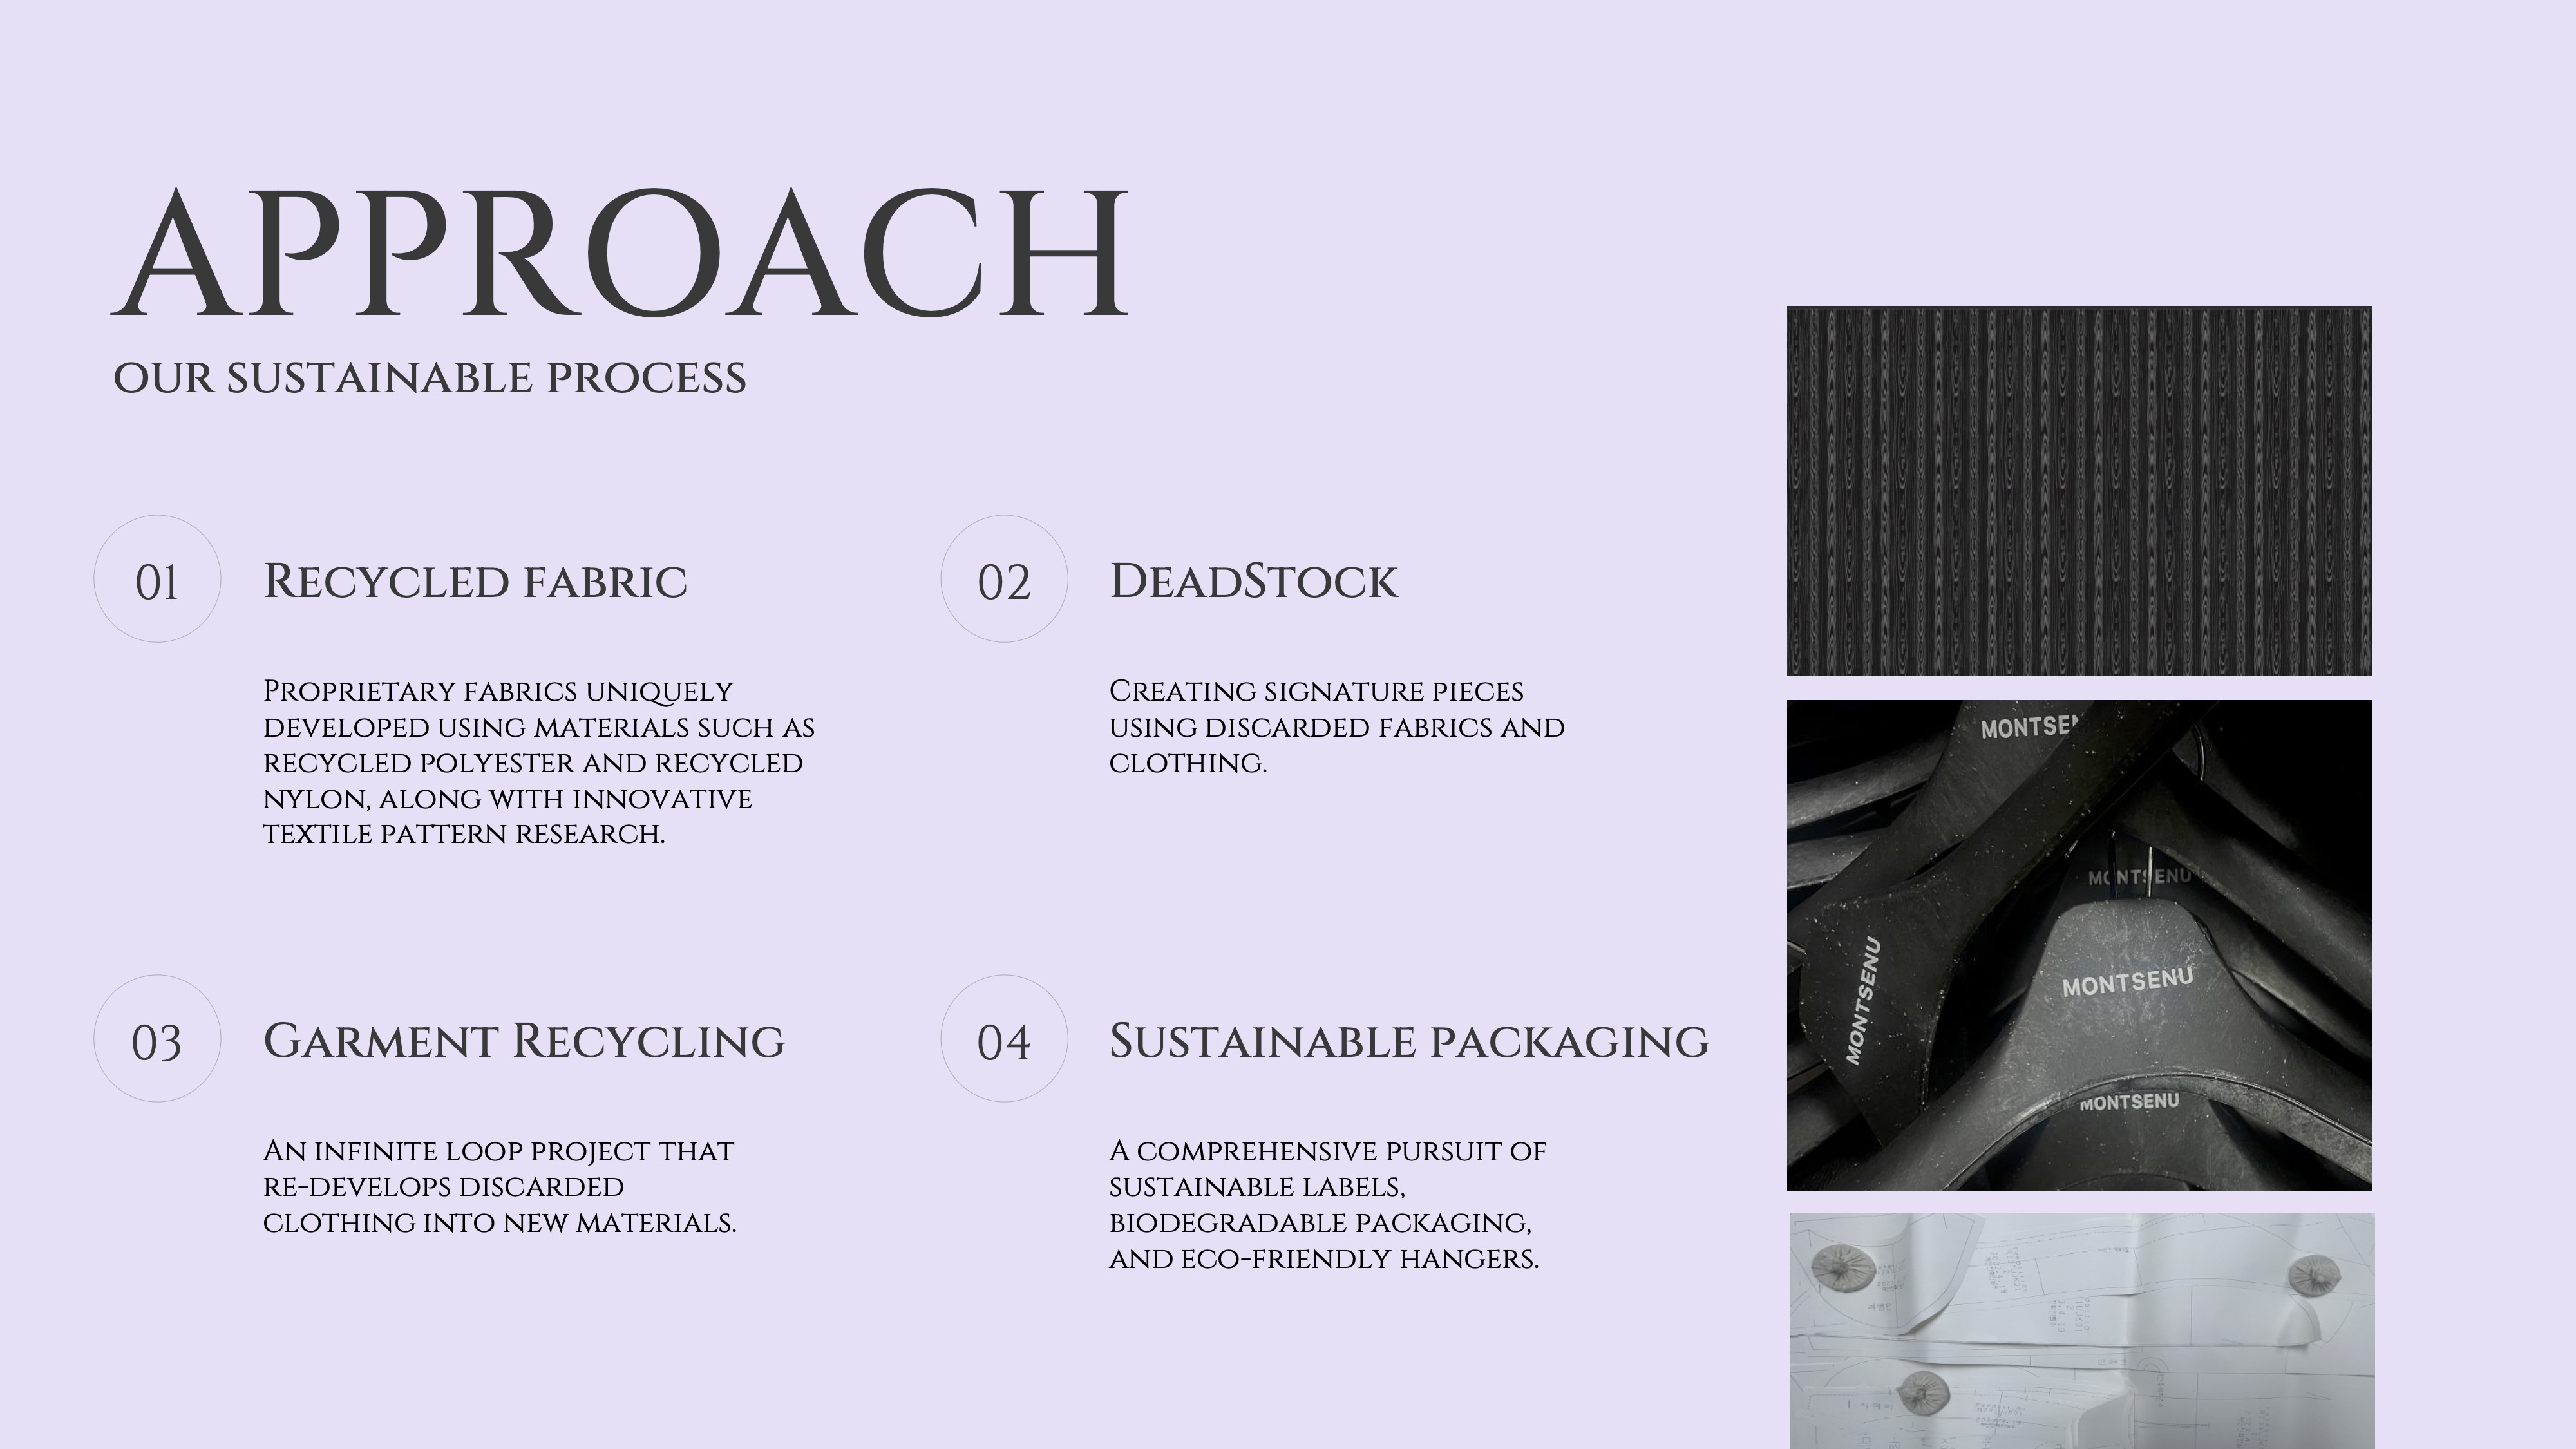 APPROACH
OUR SUSTAINABLE PROCESS
01
RECYCLED FABRIC
PROPRIETARY FABRICS UNIQUELY
DEVELOPED USING MATERIALS SUCH AS
RECYCLED POLYESTER AND RECYCLED
NYLON, ALONG WITH INNOVATIVE
TEXTILE PATTERN RESEARCH.
02
DEADSTOCK
CREATING SIGNATURE PIECES
USING DISCARDED FABRICS AND
CLOTHING.
03
GARMENT RECYCLING
AN INFINITE LOOP PROJECT THAT
RE-DEVELOPS DISCARDED
CLOTHING INTO NEW MATERIALS.
04
SUSTAINABLE PACKAGING
A COMPREHENSIVE PURSUIT OF
SUSTAINABLE LABELS,
BIODEGRADABLE PACKAGING,
AND ECO-FRIENDLY HANGERS.
MONTSEN
MONTSENU
MONTSENU
MONTSENU
MONTSENU